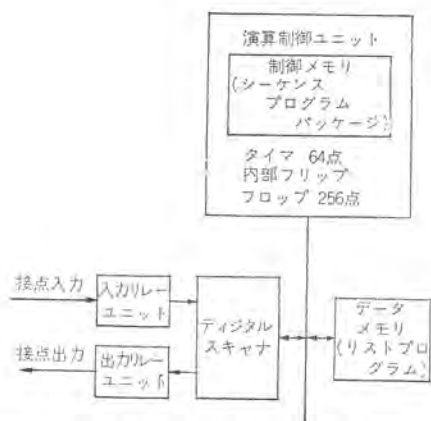 演算制御ユニット
制御メモリ
(シーケンス
プログラム
パッケージ)
タイマ 64点
内部フリップ
フロップ 256点
接点入力
入力リレー
ユニット
ディジタル
スキャナ
データ
メモリ
(リストプロ
グラム)
接点出力
出力リレー
ユニット